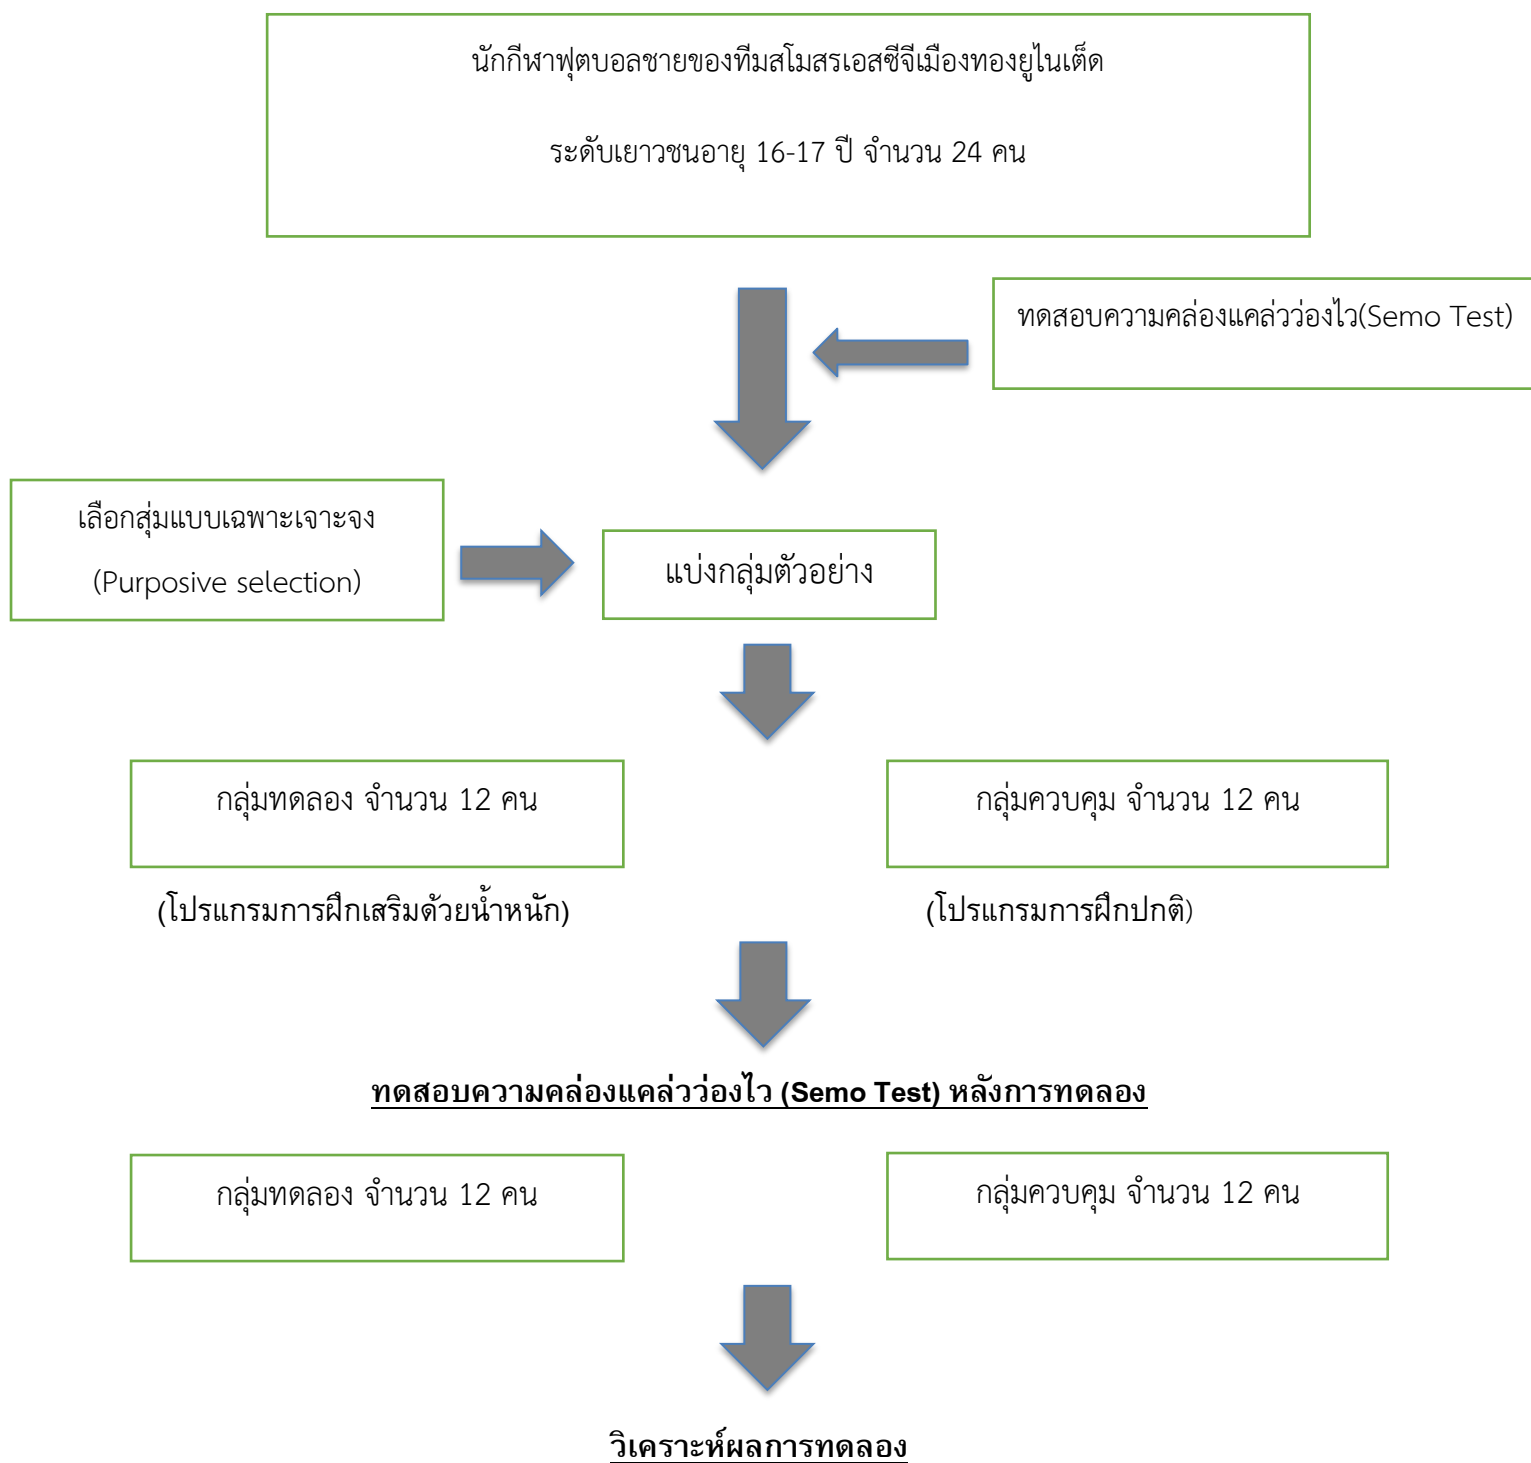 นักกีฬาฟุตบอลชายของทีมสโมสรเอสซีจีเมืองทองยูไนเต็ด
ระดับเยาวชนอายุ 16-17 ปี จำนวน 24 คน
ทดสอบความคล่องแคล่วว่องไว(Semo Test)
เลือกสุ่มแบบเฉพาะเจาะจง
(Purposive selection)
แบ่งกลุ่มตัวอย่าง
กลุ่มทดลอง จำนวน 12 คน
กลุ่มควบคุม จำนวน 12 คน
(โปรแกรมการฝึกเสริมด้วยน้ำหนัก)
(โปรแกรมการฝึกปกติ)
ทดสอบความคล่องแคล่วว่องไว (Semo Test) หลังการทดลอง
กลุ่มทดลอง จำนวน 12 คน
กลุ่มควบคุม จำนวน 12 คน
วิเคราะห์ผลการทดลอง